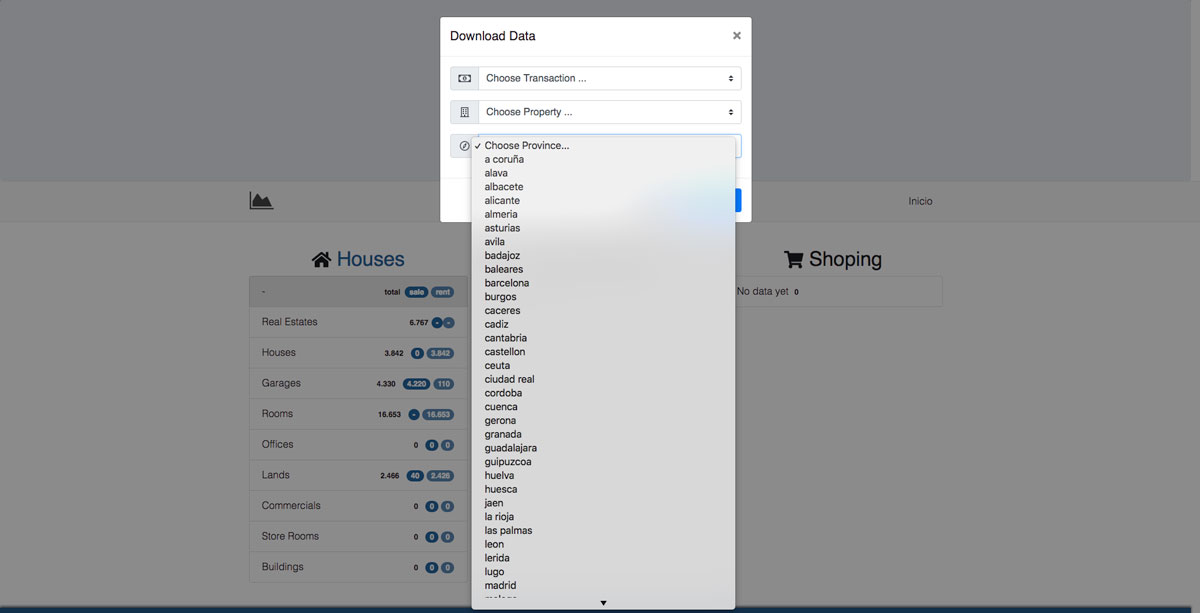 Download Data ×
Choose Transaction ...
Choose Property ...
✓ Choose Province...
a coruña
alava
albacete
alicante
almeria
asturias
avila
badajoz
baleares
barcelona
burgos
caceres
cadiz
cantabria
castellon
ceuta
ciudad real
cordoba
cuenca
gerona
granada
guadalajara
guipuzcoa
huelva
huesca
jaen
la rioja
las palmas
leon
lerida
lugo
madrid
Inicio
Houses
- total sale rent
Real Estates 6.767 - -
Houses 3.842 0 3.842
Garages 4.330 4.220 110
Rooms 16.653 - 16.653
Offices 0 0 0
Lands 2.466 40 2.426
Commercials 0 0 0
Store Rooms 0 0 0
Buildings 0 0 0
Shoping
No data yet 0